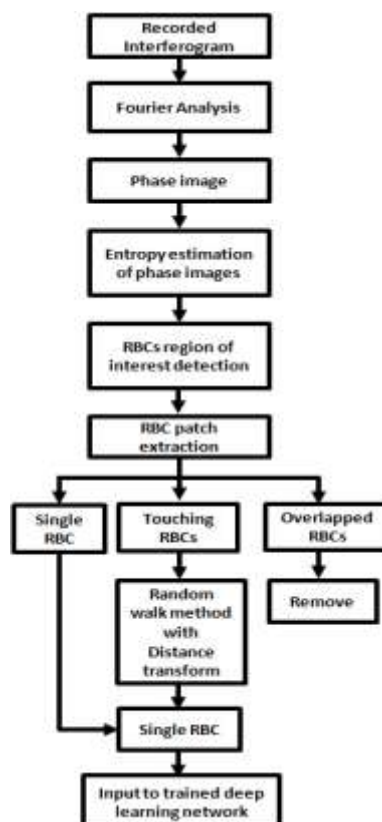 Recorded
Interferogram
Fourier Analysis
Phase image
Entropy estimation
of phase images
RBCs region of
interest detection
RBC patch
extraction
Single
RBC
Touching
RBCs
Overlapped
RBCs
Random
walk method
with
Distance
transform
Remove
Single RBC
Input to trained deep
learning network